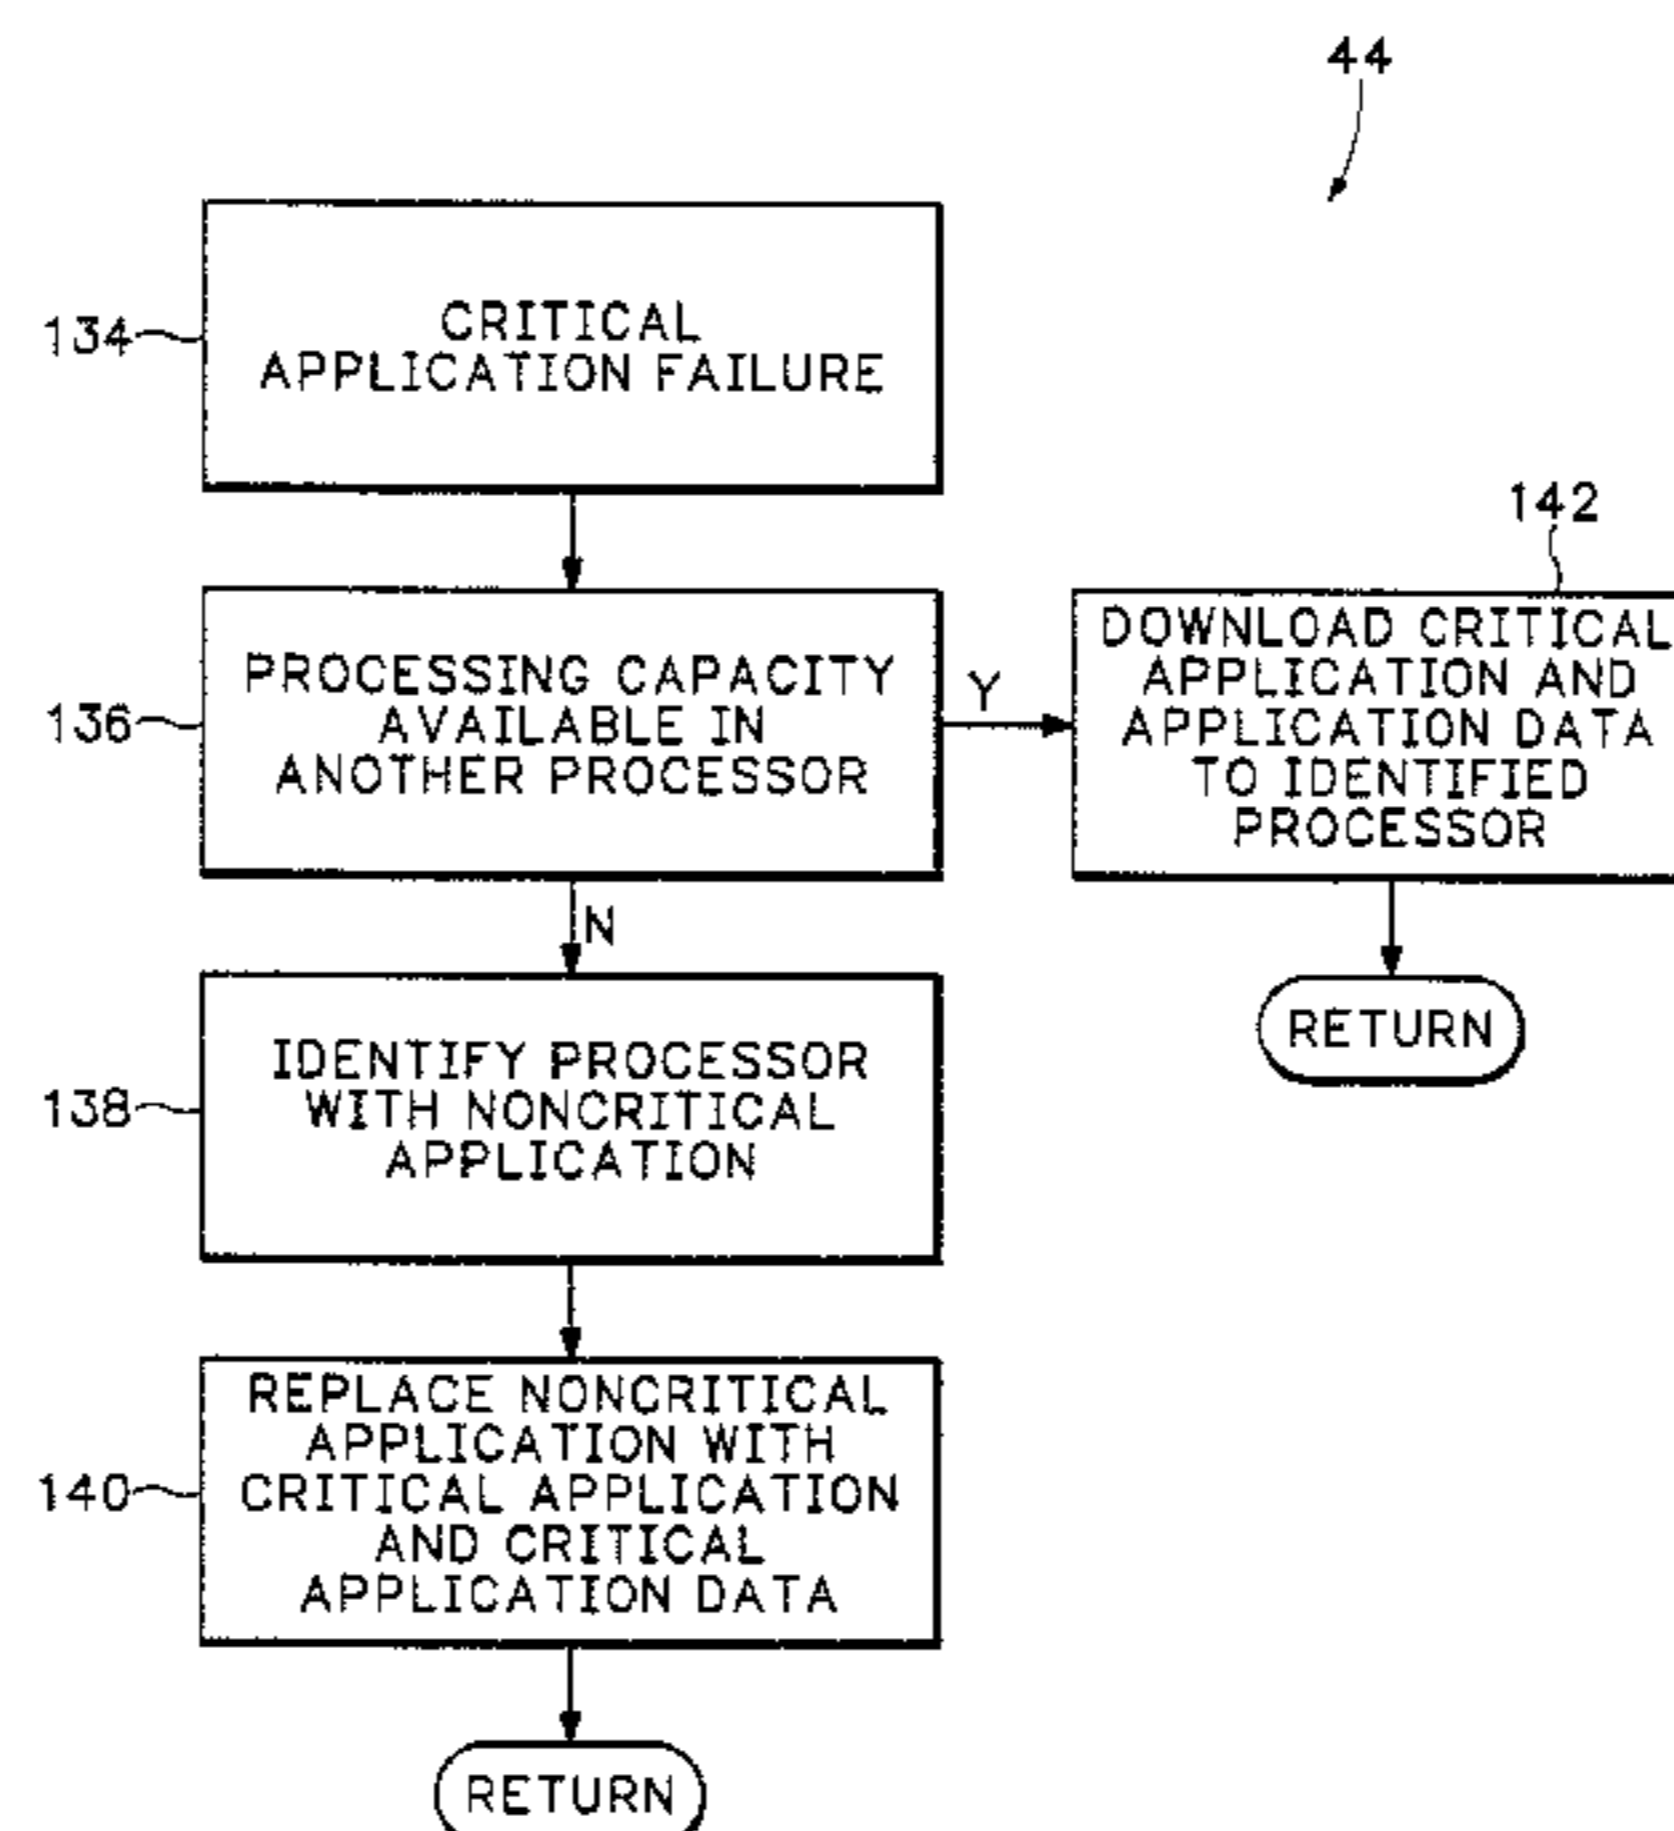 44
134
CRITICAL
APPLICATION FAILURE
136
PROCESSING CAPACITY
AVAILABLE IN
ANOTHER PROCESSOR
Y
142
DOWNLOAD CRITICAL
APPLICATION AND
APPLICATION DATA
TO IDENTIFIED
PROCESSOR
RETURN
N
138
IDENTIFY PROCESSOR
WITH NONCRITICAL
APPLICATION
140
REPLACE NONCRITICAL
APPLICATION WITH
CRITICAL APPLICATION
AND CRITICAL
APPLICATION DATA
RETURN